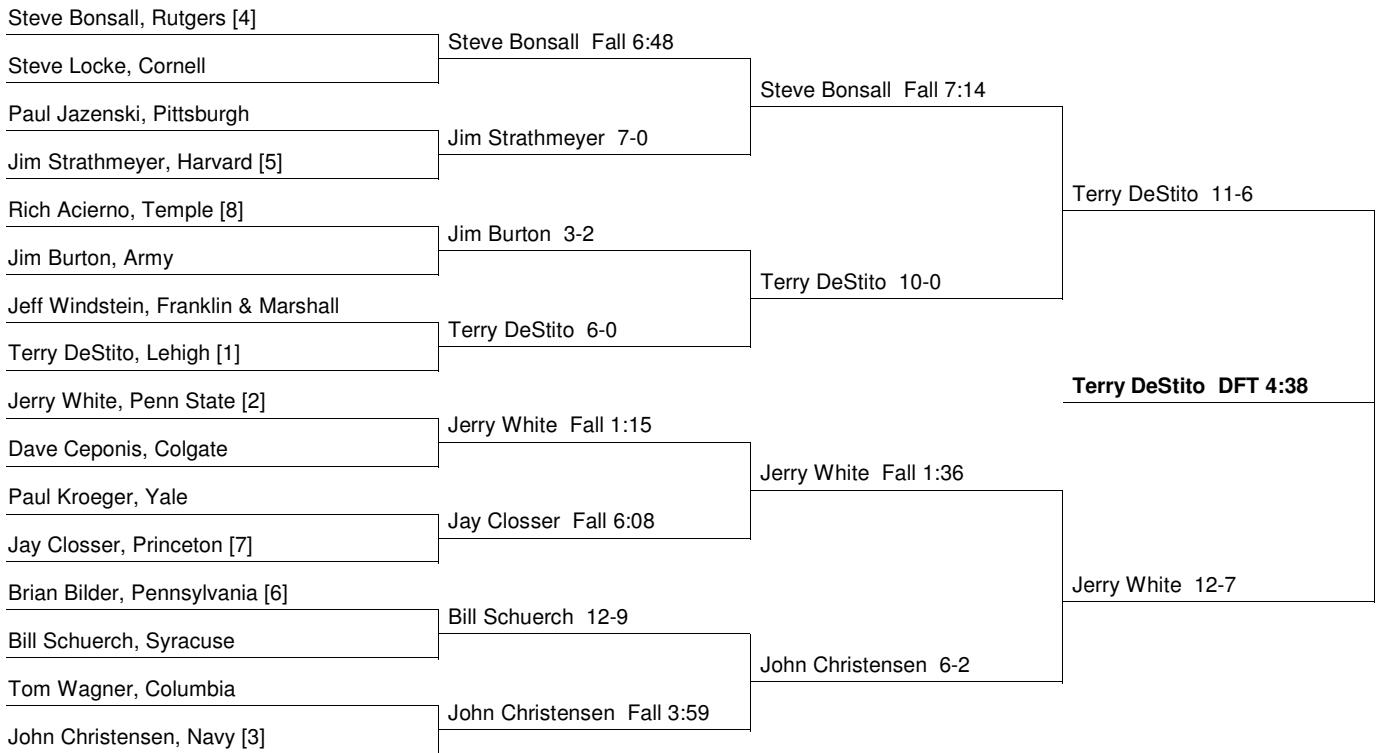 Steve Bonsall, Rutgers [4]
Steve Locke, Cornell
Paul Jazenski, Pittsburgh
Jim Strathmeyer, Harvard [5]
Rich Acierno, Temple [8]
Jim Burton, Army
Jeff Windstein, Franklin & Marshall
Terry DeStito, Lehigh [1]
Jerry White, Penn State [2]
Dave Ceponis, Colgate
Paul Kroeger, Yale
Jay Closser, Princeton [7]
Brian Bilder, Pennsylvania [6]
Bill Schuerch, Syracuse
Tom Wagner, Columbia
John Christensen, Navy [3]
Steve Bonsall Fall 6:48
Jim Strathmeyer 7-0
Jim Burton 3-2
Terry DeStito 6-0
Jerry White Fall 1:15
Jay Closser Fall 6:08
Bill Schuerch 12-9
John Christensen Fall 3:59
Steve Bonsall Fall 7:14
Terry DeStito 10-0
Jerry White Fall 1:36
John Christensen 6-2
Terry DeStito 11-6
Jerry White 12-7
Terry DeStito DFT 4:38